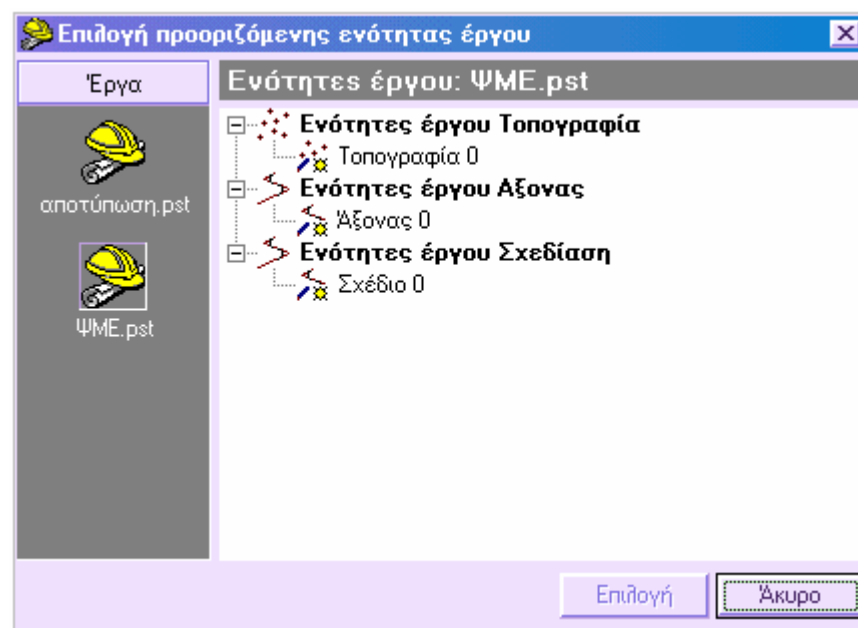 Επιλογή προοριζόμενης ενότητας έργου
Έργα
Ενότητες έργου: ΨΜΕ.pst
αποτύπωση.pst
ΨΜΕ.pst
Ενότητες έργου Τοπογραφία
Τοπογραφία 0
Ενότητες έργου Αξονας
Άξονας 0
Ενότητες έργου Σχεδίαση
Σχέδιο 0
Επιλογή
Άκυρο